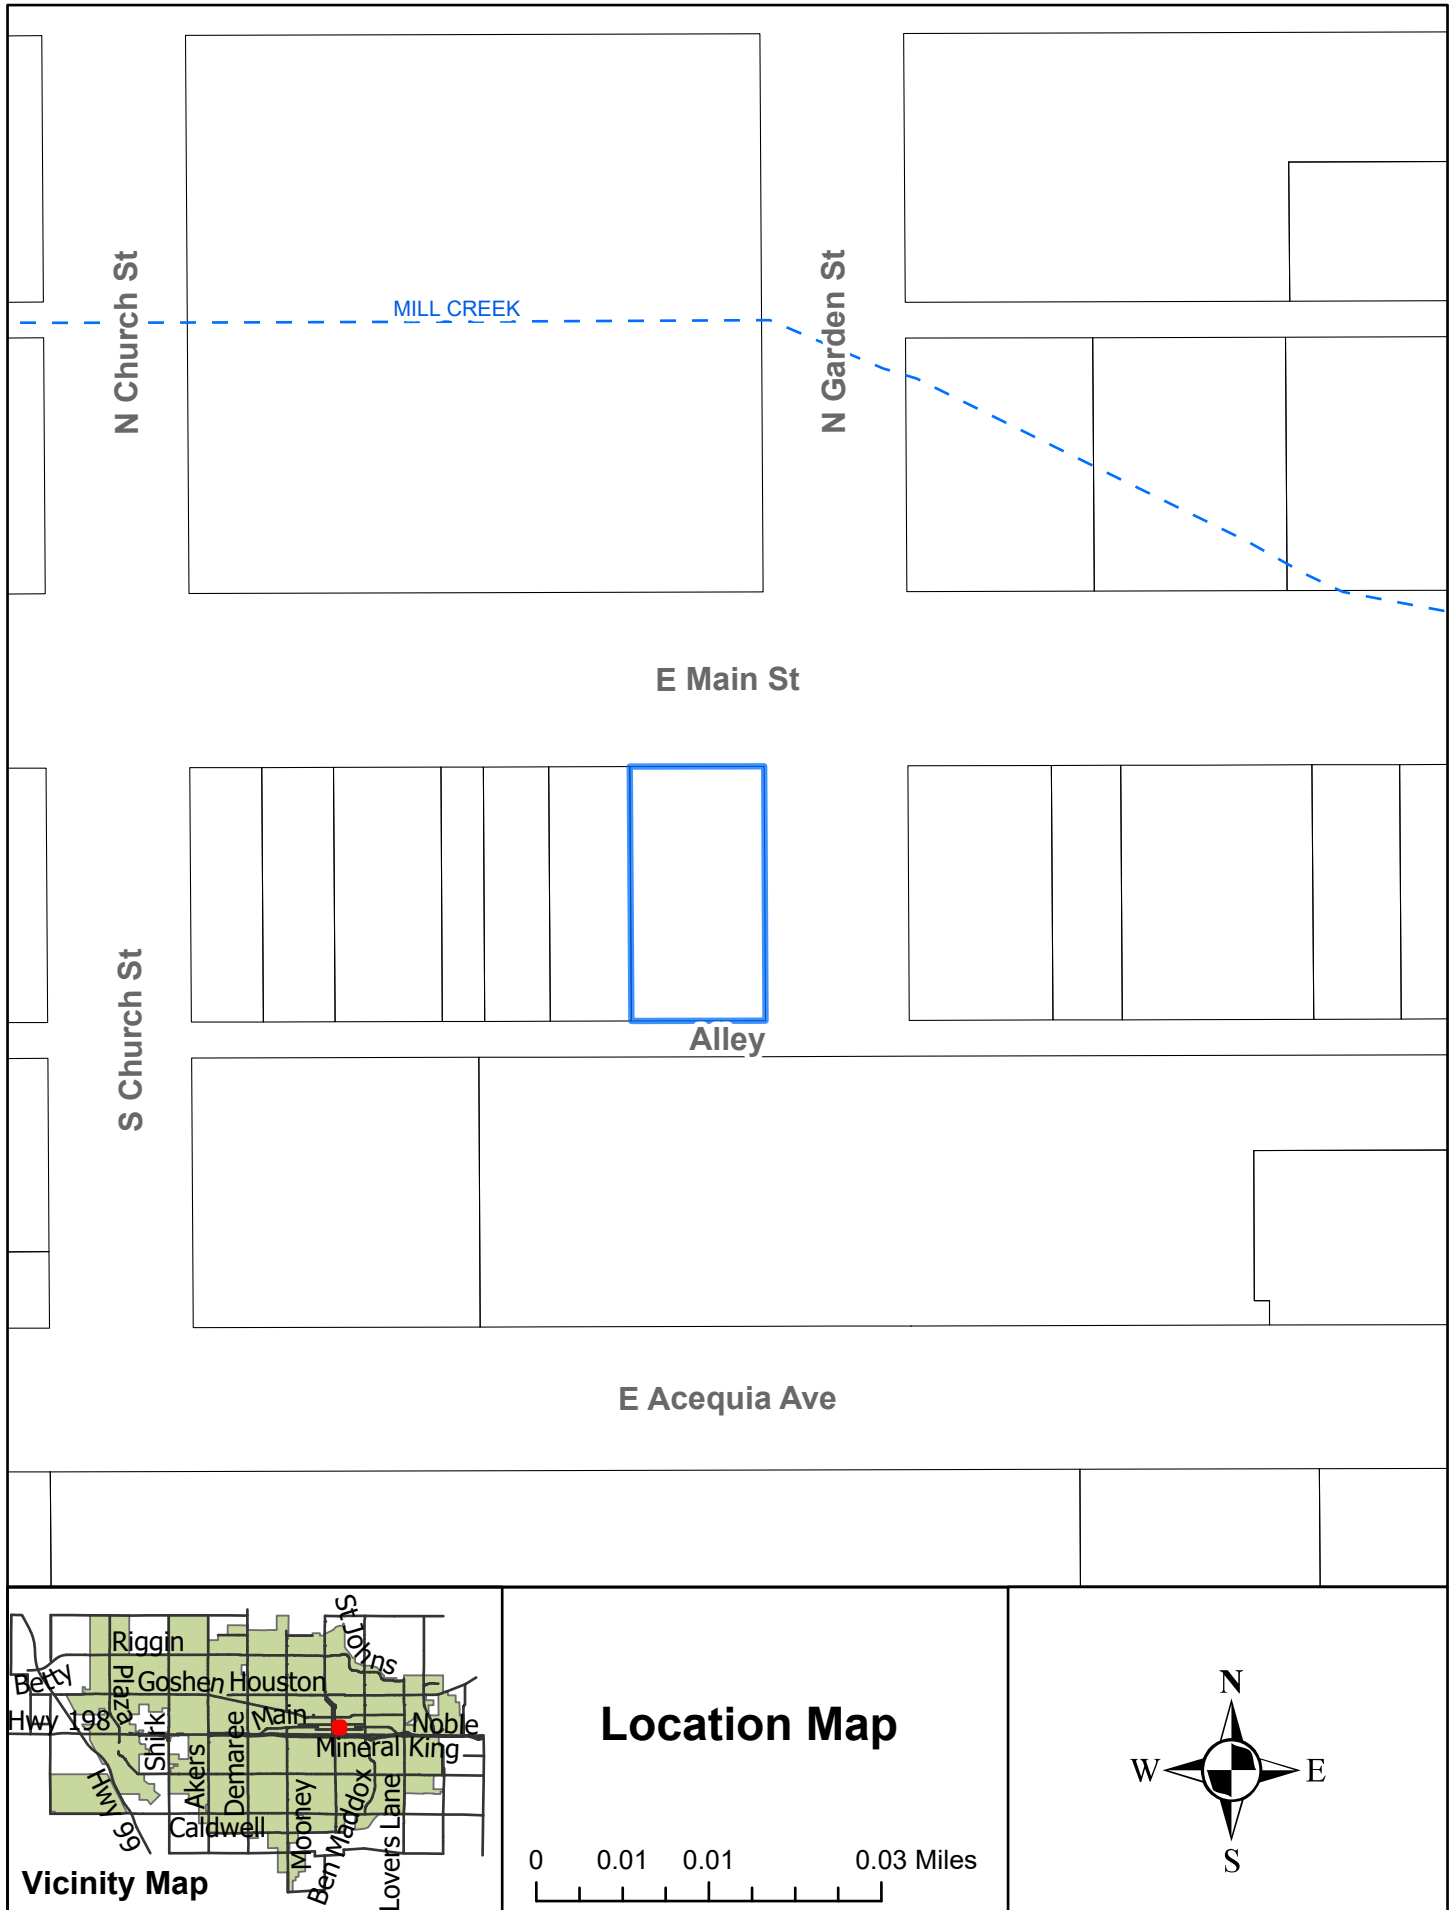 N Church St
MILL CREEK
N Garden St
E Main St
S Church St
Alley
E Acequia Ave
St Johns
Riggin
Betty
Plaza
Goshen
Houston
Hwy 198
Shirk
Main
Noble
Mineral King
Akers
Demaree
Hwy 99
Mooney
Ben Maddox
Lovers Lane
Caldwell
Vicinity Map
Location Map
0 0.01 0.01 0.03 Miles
N
W E
S